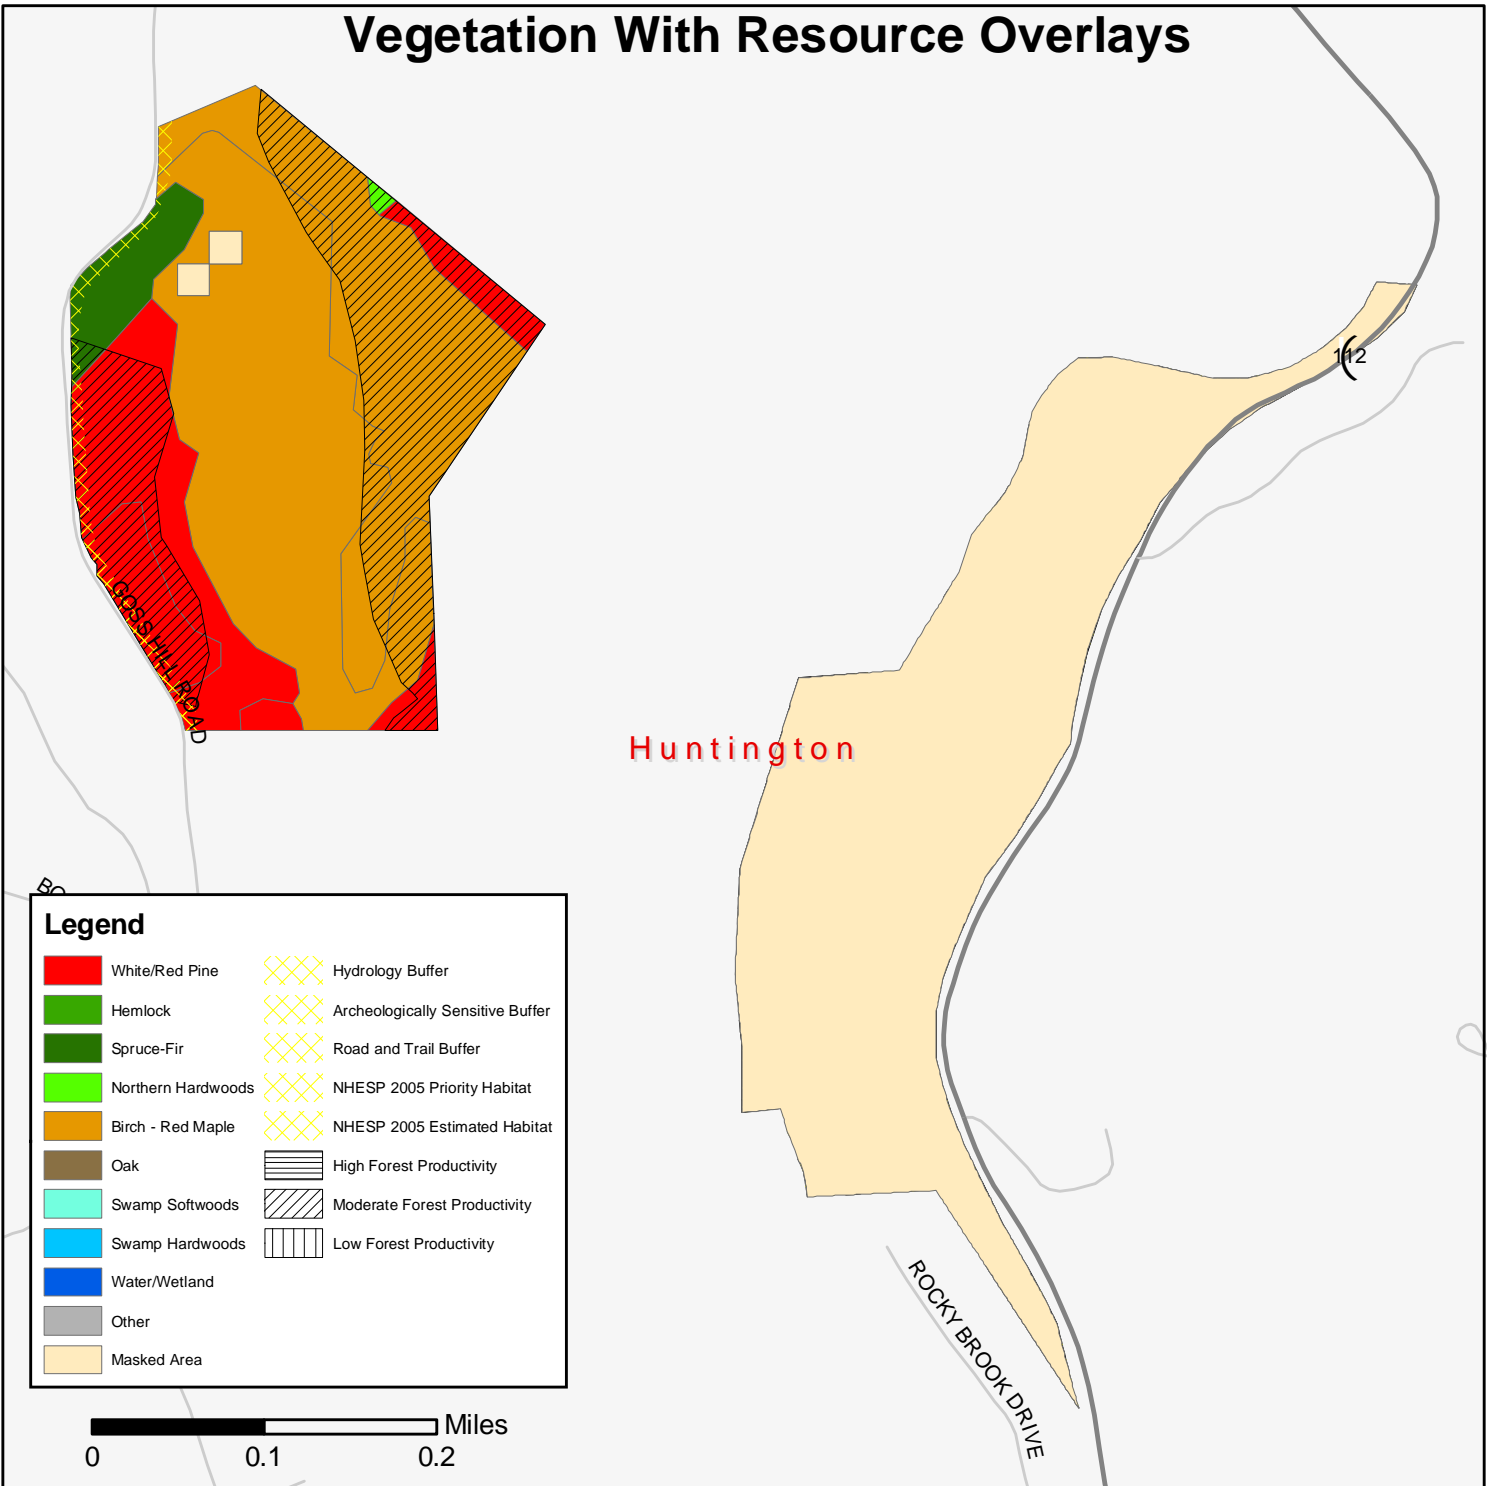 Vegetation With Resource Overlays
112
GOSS HILL ROAD
Huntington
BO
Legend
White/Red Pine
Hemlock
Spruce-Fir
Northern Hardwoods
Birch - Red Maple
Oak
Swamp Softwoods
Swamp Hardwoods
Water/Wetland
Other
Masked Area
Hydrology Buffer
Archeologically Sensitive Buffer
Road and Trail Buffer
NHESP 2005 Priority Habitat
NHESP 2005 Estimated Habitat
High Forest Productivity
Moderate Forest Productivity
Low Forest Productivity
ROCKY BROOK DRIVE
Miles
0 0.1 0.2